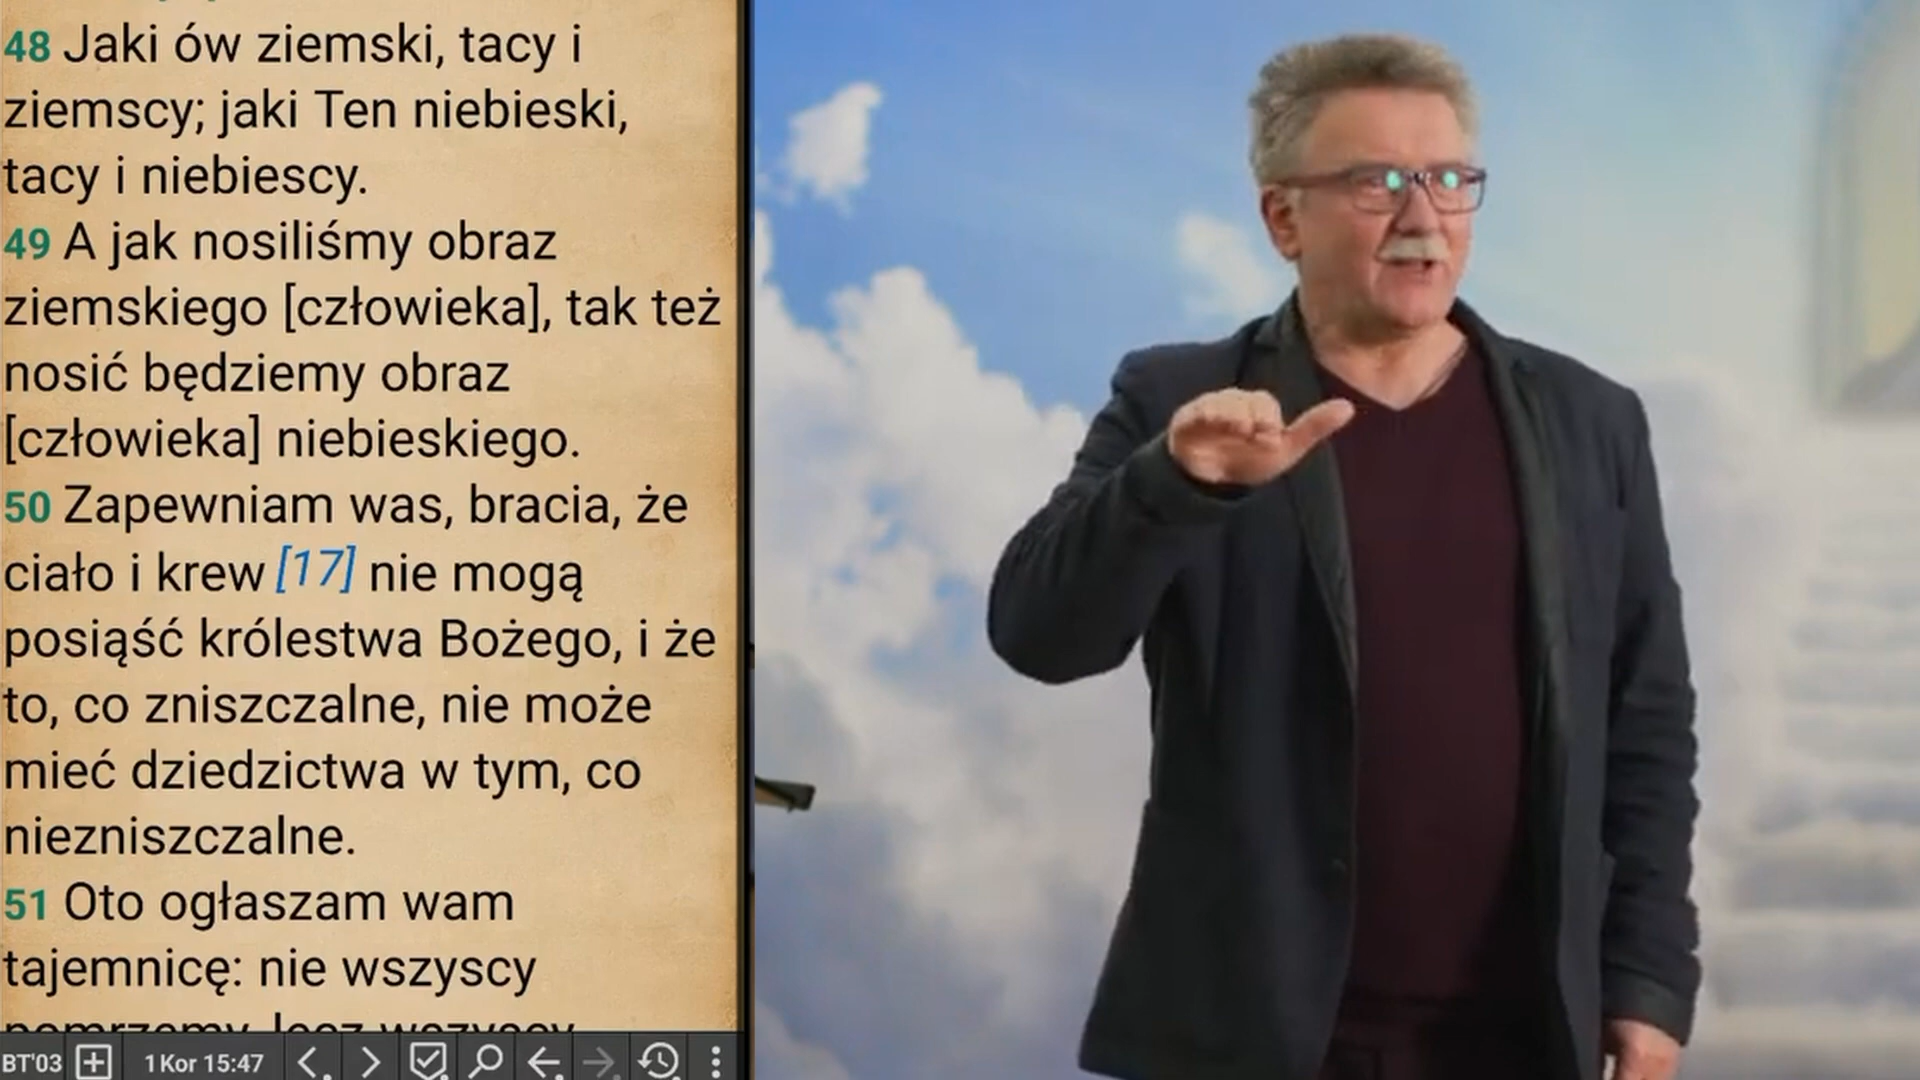 48 Jaki ów ziemski, tacy i
ziemscy; jaki Ten niebieski,
tacy i niebiescy.
49 A jak nosiliśmy obraz
ziemskiego [człowieka], tak też
nosić będziemy obraz
[człowieka] niebieskiego.
50 Zapewniam was, bracia, że
ciało i krew [17] nie mogą
posiąść królestwa Bożego, i że
to, co zniszczalne, nie może
mieć dziedzictwa w tym, co
niezniszczalne.
51 Oto ogłaszam wam
tajemnicę: nie wszyscy
pomrzemy, lecz wszyscy
BT'03 1 Kor 15:47